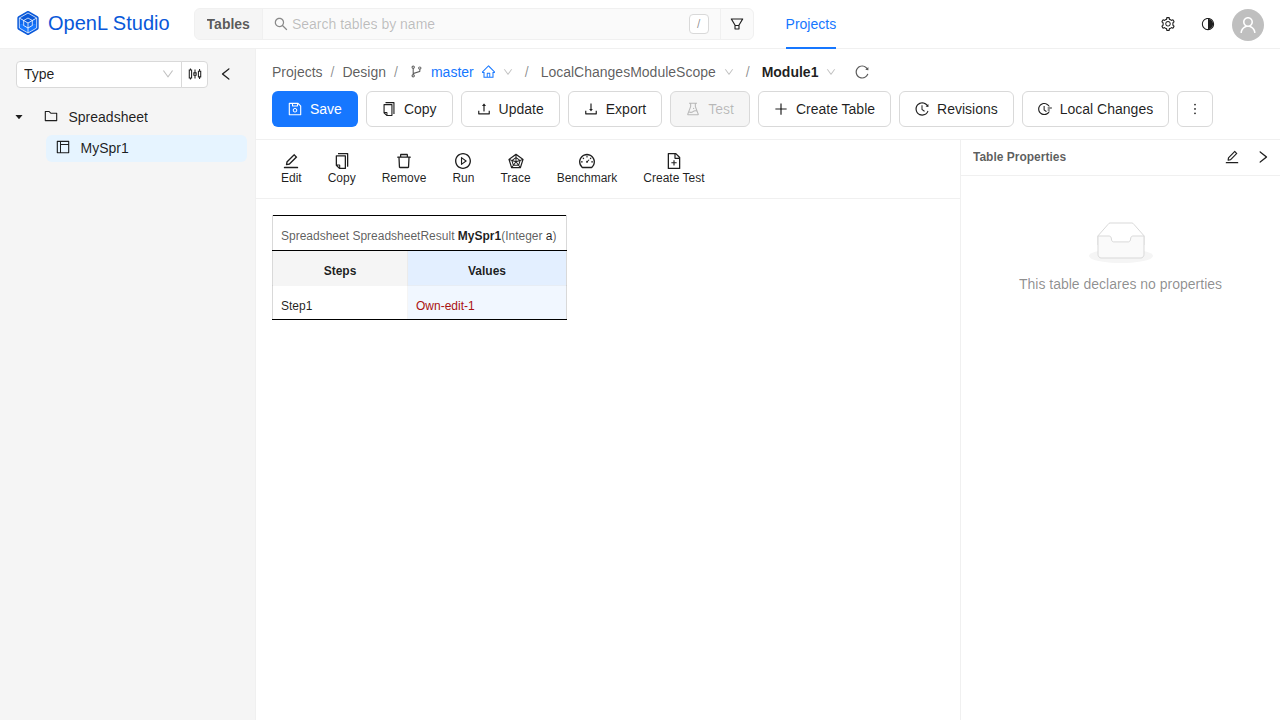 OpenL Studio
Tables
Search tables by name
/
Projects
Type
Spreadsheet
MySpr1
Projects / Design / master / LocalChangesModuleScope / Module1
Save
Copy
Update
Export
Test
Create Table
Revisions
Local Changes
Edit
Copy
Remove
Run
Trace
Benchmark
Create Test
Table Properties
Spreadsheet SpreadsheetResult MySpr1(Integer a)
Steps Values
Step1 Own-edit-1
This table declares no properties